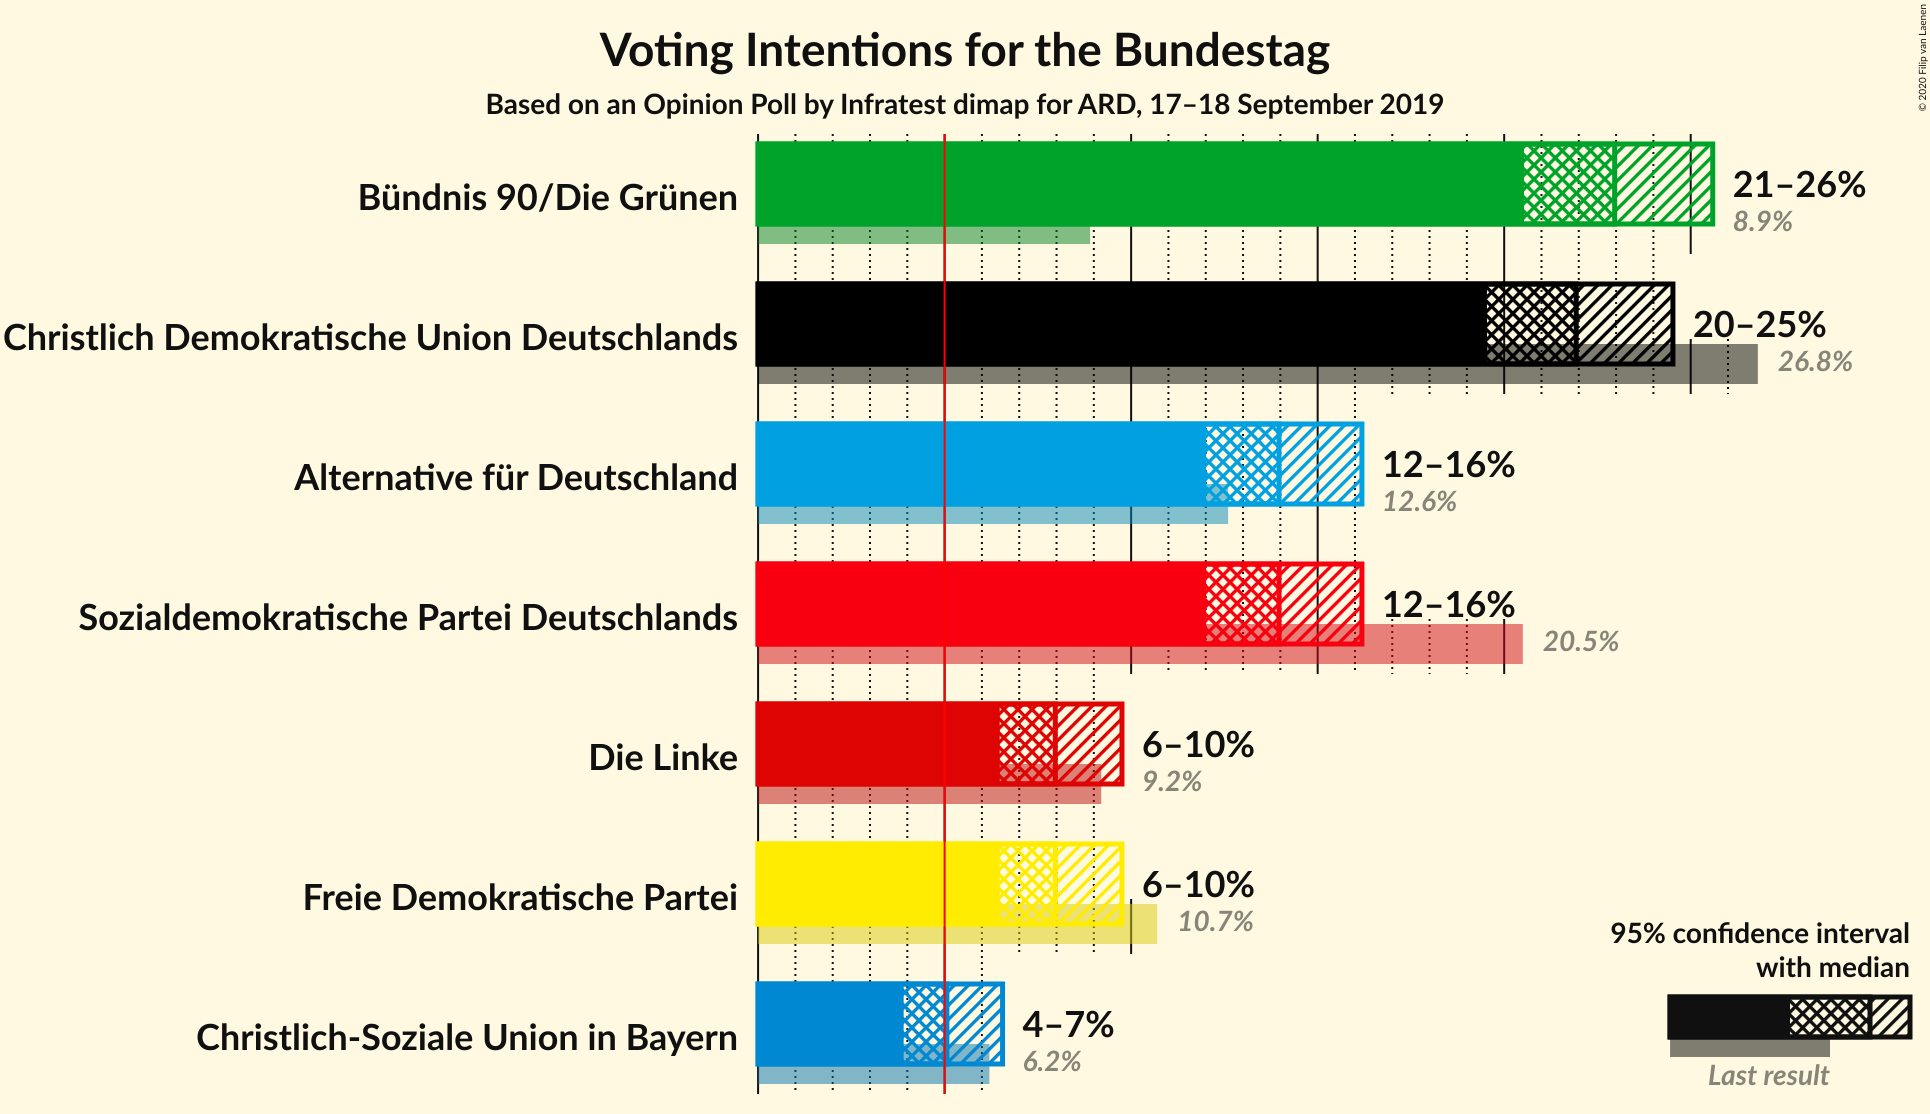 Voting Intentions for the Bundestag
Based on an Opinion Poll by Infratest dimap for ARD, 17–18 September 2019
© 2020 Filip van Laenen
Bündnis 90/Die Grünen
21–26%
8.9%
Christlich Demokratische Union Deutschlands
20–25%
26.8%
Alternative für Deutschland
12–16%
12.6%
Sozialdemokratische Partei Deutschlands
12–16%
20.5%
Die Linke
6–10%
9.2%
Freie Demokratische Partei
6–10%
10.7%
Christlich-Soziale Union in Bayern
4–7%
6.2%
95% confidence interval
with median
Last result